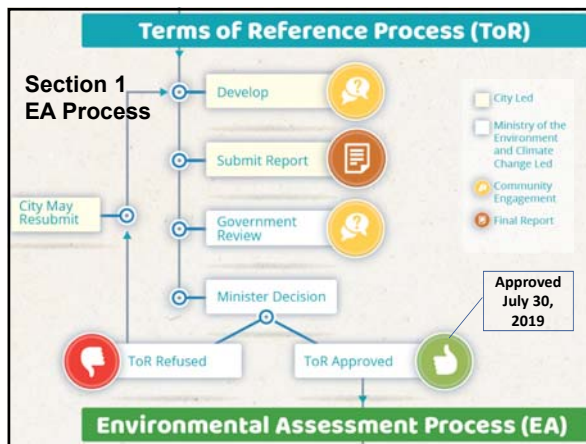 Terms of Reference Process (ToR)
Section 1
EA Process
Develop
Submit Report
City May
Resubmit
Government
Review
Minister Decision
ToR Refused
ToR Approved
City Led
Ministry of the
Environment
and Climate
Change Led
Community
Engagement
Final Report
Approved
July 30,
2019
Environmental Assessment Process (EA)